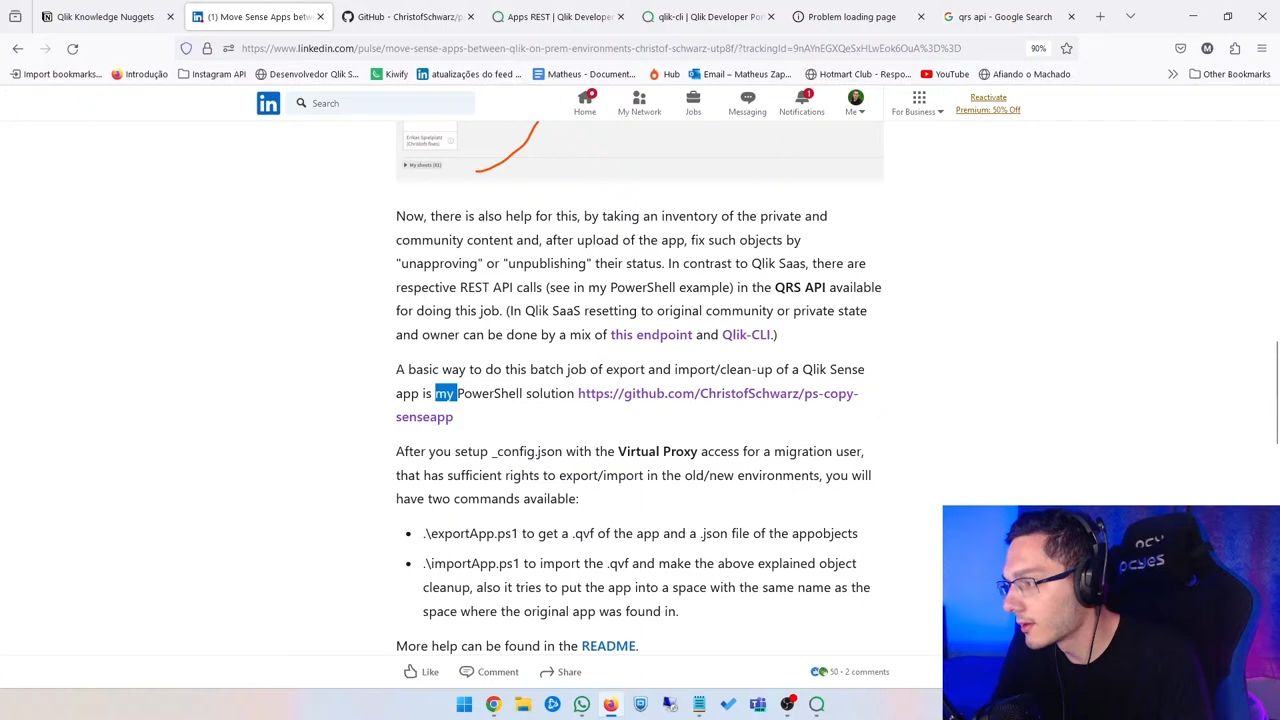 Qlik Knowledge Nuggets
(1) Move Sense Apps betw
GitHub - ChristofSchwarz/p
Apps REST | Qlik Developer
qlik-cli | Qlik Developer Por
Problem loading page
qrs api - Google Search
https://www.linkedin.com/pulse/move-sense-apps-between-qlik-on-prem-environments-christof-schwarz-utp8f/?trackingId=9nAYnEGXQeSxHLwEok6OuA%3D%3D
90%
Import bookmarks...
Introdução
Instagram API
Desenvolvedor Qlik S...
Kiwify
atualizações do feed ...
Matheus - Document...
Hub
Email – Matheus Zap...
Hotmart Club - Respo...
YouTube
Afiando o Machado
Other Bookmarks
Search
Home
My Network
Jobs
Messaging
1
Notifications
Me
For Business
Reactivate
Premium: 50% Off
Erikas Spielplatz
(Christofs fixes)
My sheets (81)
Now, there is also help for this, by taking an inventory of the private and
community content and, after upload of the app, fix such objects by
"unapproving" or "unpublishing" their status. In contrast to Qlik Saas, there are
respective REST API calls (see in my PowerShell example) in the QRS API available
for doing this job. (In Qlik SaaS resetting to original community or private state
and owner can be done by a mix of this endpoint and Qlik-CLI.)
A basic way to do this batch job of export and import/clean-up of a Qlik Sense
app is my PowerShell solution https://github.com/ChristofSchwarz/ps-copy-
senseapp
After you setup _config.json with the Virtual Proxy access for a migration user,
that has sufficient rights to export/import in the old/new environments, you will
have two commands available:
.\exportApp.ps1 to get a .qvf of the app and a .json file of the appobjects
.\importApp.ps1 to import the .qvf and make the above explained object
cleanup, also it tries to put the app into a space with the same name as the
space where the original app was found in.
More help can be found in the README.
Like
Comment
Share
50 • 2 comments
pcyes